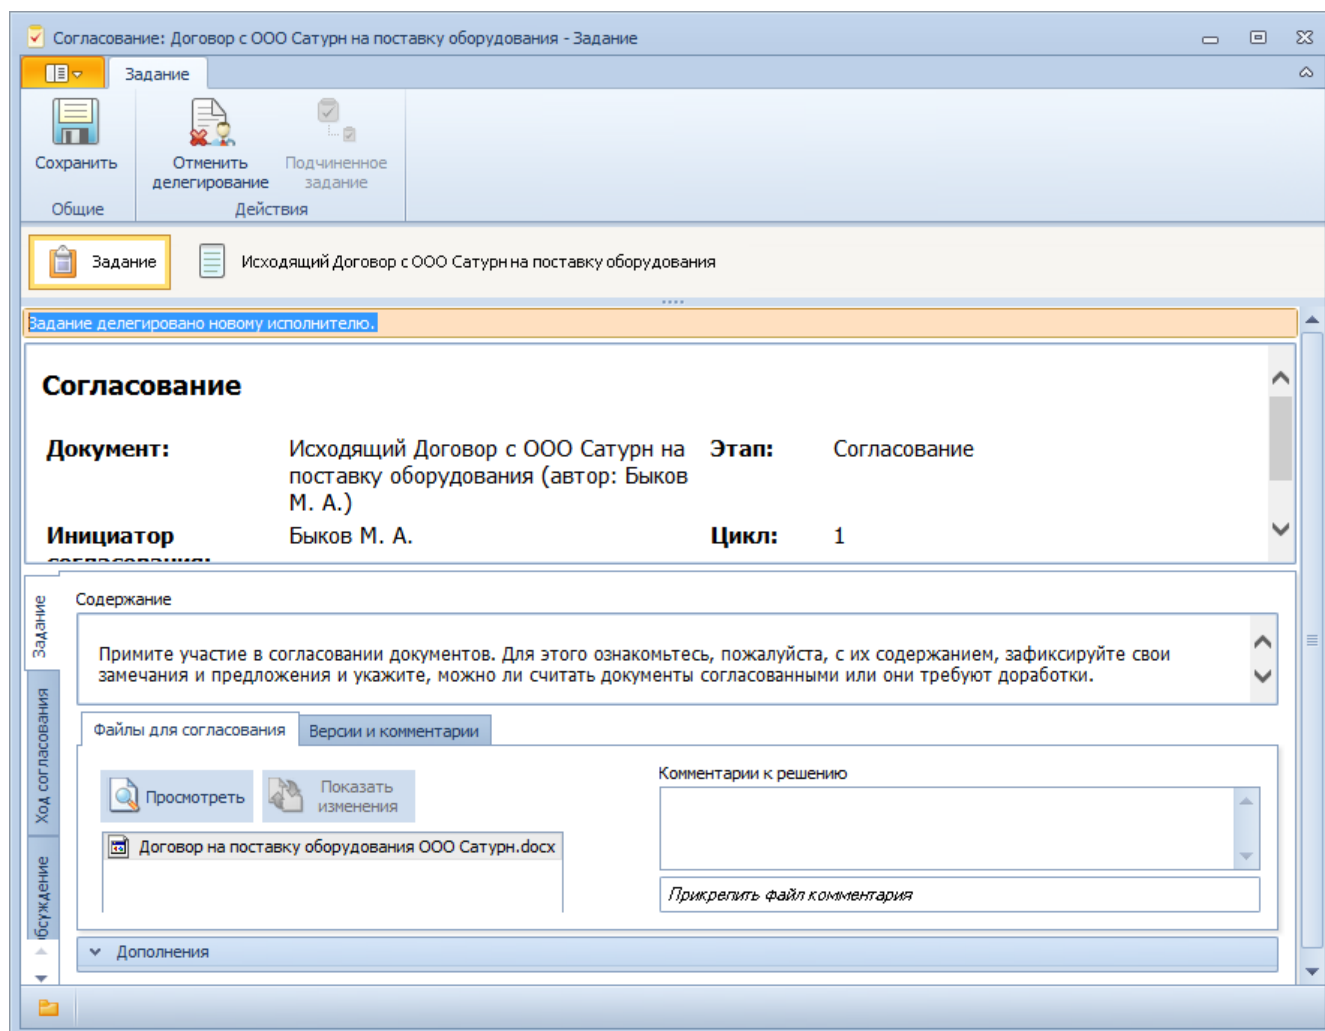 Согласование: Договор с ООО Сатурн на поставку оборудования - Задание
Задание
Сохранить
Отменить делегирование
Подчиненное задание
Общие
Действия
Задание
Исходящий Договор с ООО Сатурн на поставку оборудования
Задание делегировано новому исполнителю.
Согласование
Документ:
Исходящий Договор с ООО Сатурн на
поставку оборудования (автор: Быков
М. А.)
Этап:
Согласование
Инициатор
согласования:
Быков М. А.
Цикл:
1
Задание
Ход согласования
Обсуждение
Содержание
Примите участие в согласовании документов. Для этого ознакомьтесь, пожалуйста, с их содержанием, зафиксируйте свои
замечания и предложения и укажите, можно ли считать документы согласованными или они требуют доработки.
Файлы для согласования
Версии и комментарии
Просмотреть
Показать
изменения
Договор на поставку оборудования ООО Сатурн.docx
Комментарии к решению
Прикрепить файл комментария
Дополнения